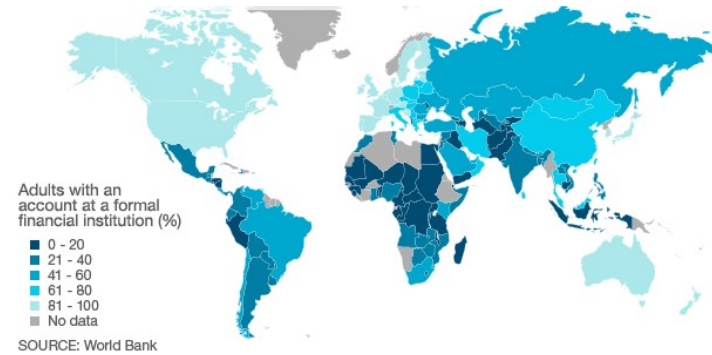 Adults with an
account at a formal
financial institution (%)
0 - 20
21 - 40
41 - 60
61 - 80
81 - 100
No data
SOURCE: World Bank